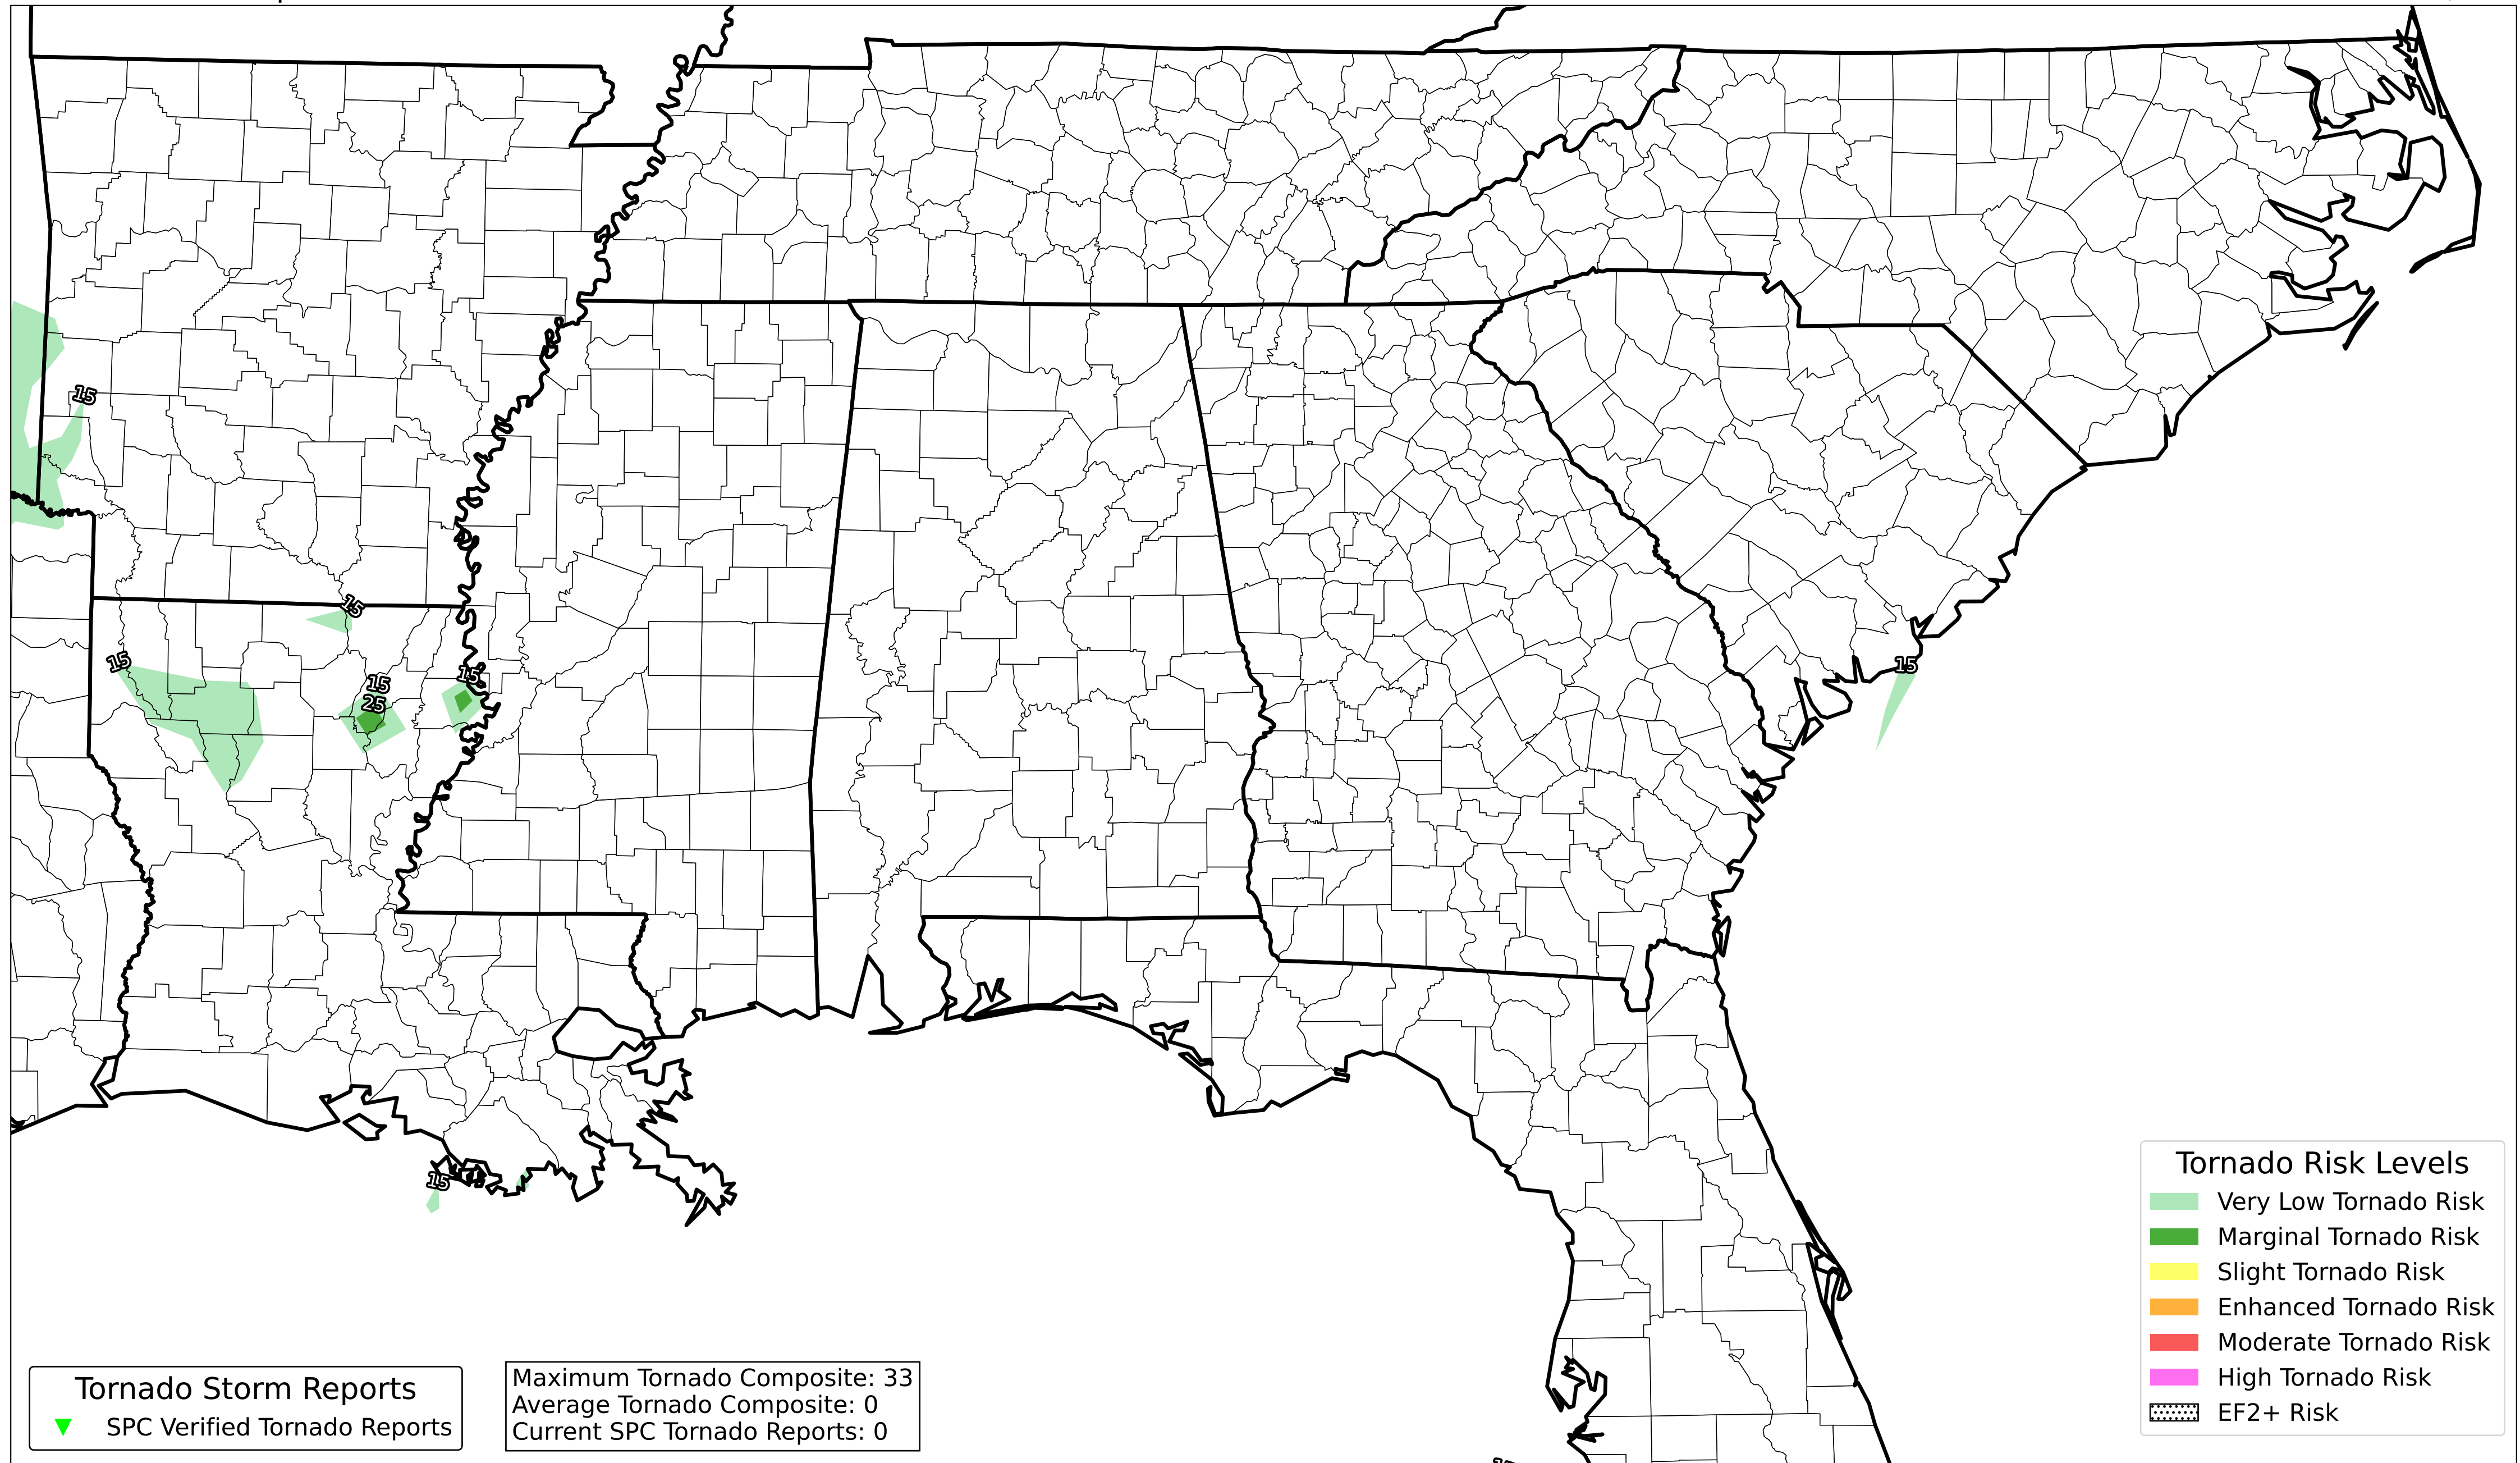 15
15
15
15
25
15
15
15
Tornado Risk Levels
Very Low Tornado Risk
Marginal Tornado Risk
Slight Tornado Risk
Enhanced Tornado Risk
Moderate Tornado Risk
High Tornado Risk
EF2+ Risk
Tornado Storm Reports
SPC Verified Tornado Reports
Maximum Tornado Composite: 33
Average Tornado Composite: 0
Current SPC Tornado Reports: 0